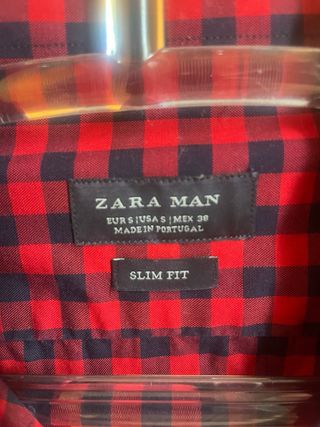 ZARA MAN
EUR S | USA S | MEX 38
MADE IN PORTUGAL
SLIM FIT